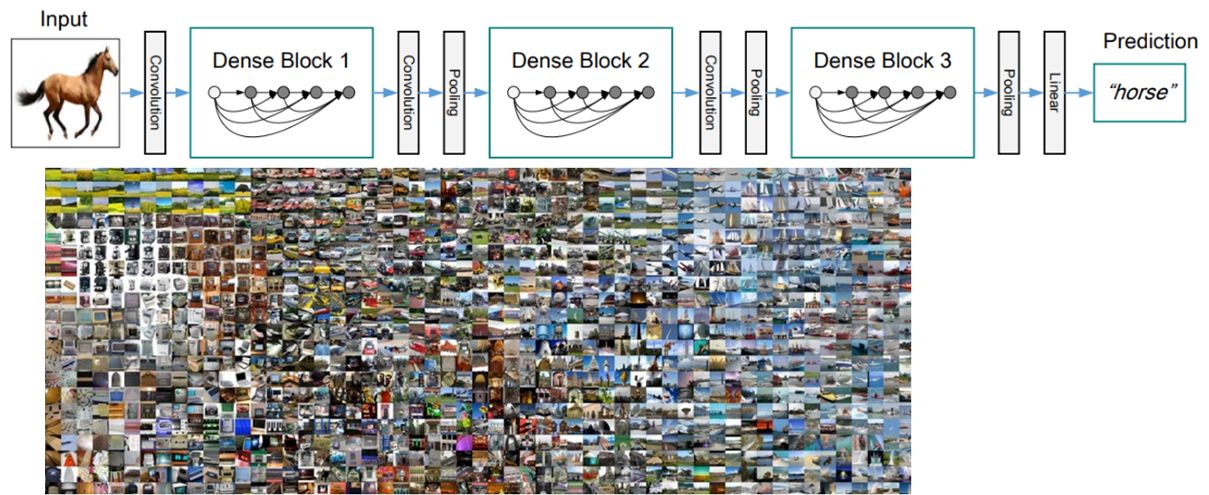 Input
Convolution
Dense Block 1
Convolution
Pooling
Dense Block 2
Convolution
Pooling
Dense Block 3
Pooling
Linear
Prediction
“horse”